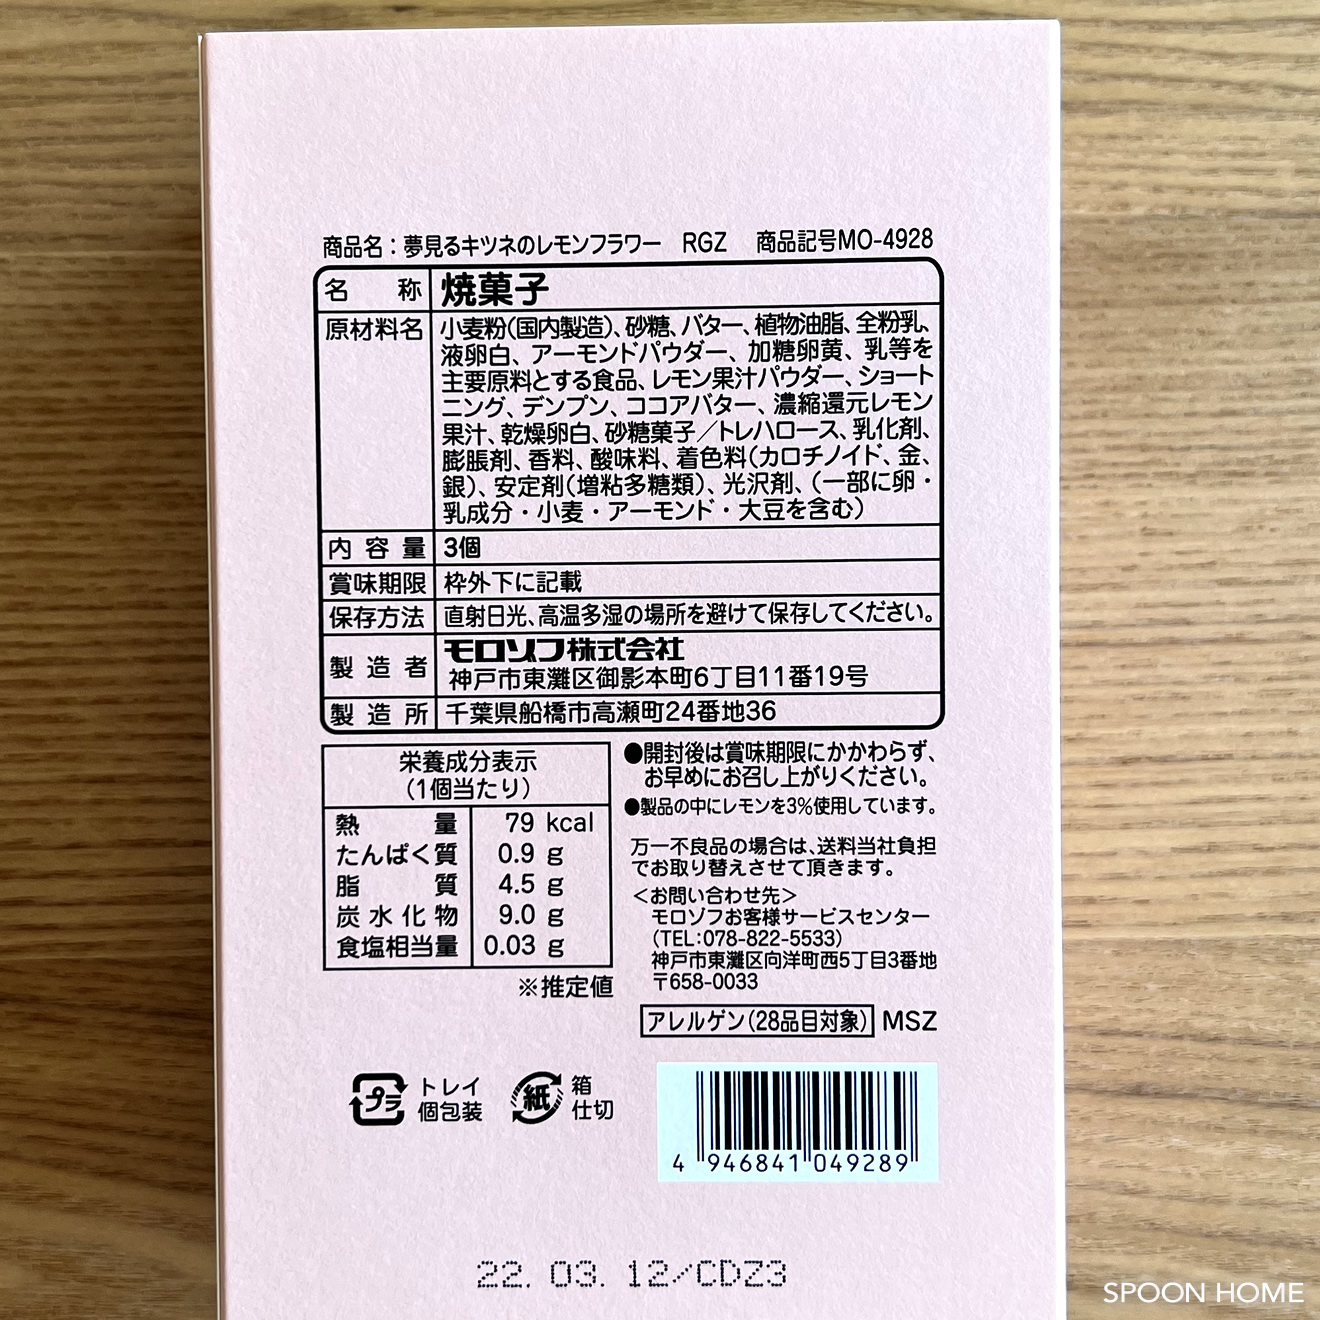 商品名：夢見るキツネのレモンフラワー　RGZ　商品記号MO-4928
名称 焼菓子
原材料名 小麦粉(国内製造)、砂糖、バター、植物油脂、全粉乳、
液卵白、アーモンドパウダー、加糖卵黄、乳等を
主要原料とする食品、レモン果汁パウダー、ショート
ニング、デンプン、ココアバター、濃縮還元レモン
果汁、乾燥卵白、砂糖菓子／トレハロース、乳化剤、
膨脹剤、香料、酸味料、着色料(カロチノイド、金、
銀)、安定剤(増粘多糖類)、光沢剤、(一部に卵・
乳成分・小麦・アーモンド・大豆を含む)
内容量 3個
賞味期限 枠外下に記載
保存方法 直射日光、高温多湿の場所を避けて保存してください。
製造者 モロゾフ株式会社
神戸市東灘区御影本町6丁目11番19号
製造所 千葉県船橋市高瀬町24番地36
栄養成分表示
(1個当たり)
熱量 79 kcal
たんぱく質 0.9 g
脂質 4.5 g
炭水化物 9.0 g
食塩相当量 0.03 g
※推定値
●開封後は賞味期限にかかわらず、
お早めにお召し上がりください。
●製品の中にレモンを3%使用しています。
万一不良品の場合は、送料当社負担
でお取り替えさせて頂きます。
＜お問い合わせ先＞
モロゾフお客様サービスセンター
(TEL:078-822-5533)
神戸市東灘区向洋町西5丁目3番地
〒658-0033
アレルゲン(28品目対象) MSZ
プラ トレイ
個包装
紙 箱
仕切
4 946841 049289
22. 03. 12/CDZ3
SPOON HOME